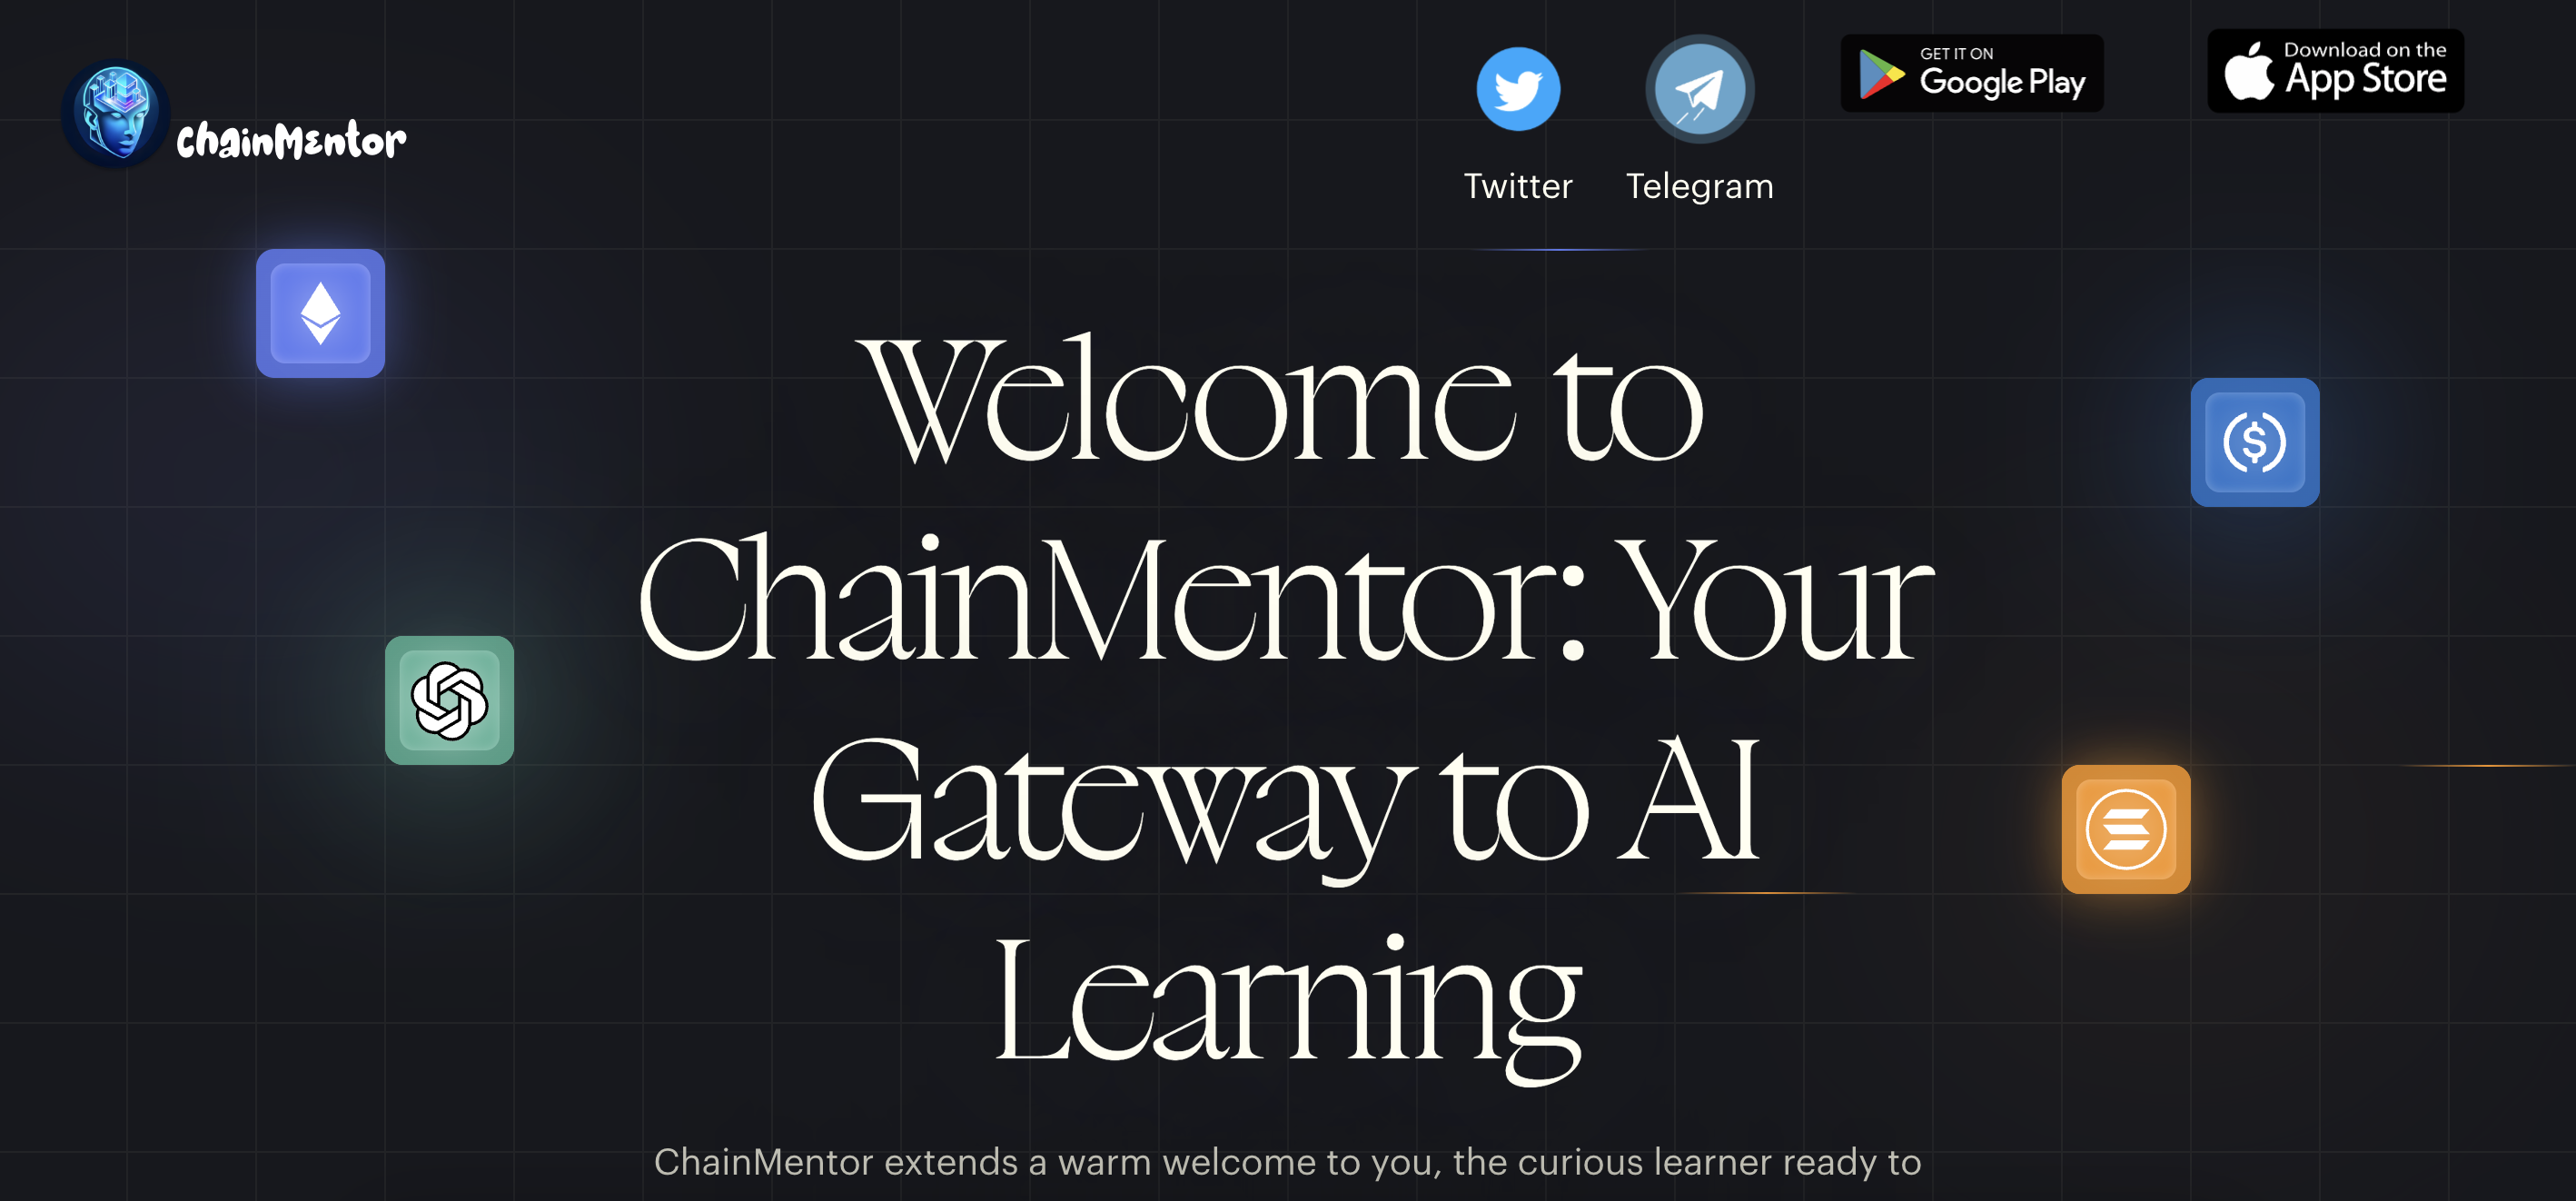 chainMentor
Twitter
Telegram
GET IT ON
Google Play
Download on the
App Store
Welcome to
ChainMentor: Your
Gateway to AI
Learning
ChainMentor extends a warm welcome to you, the curious learner ready to